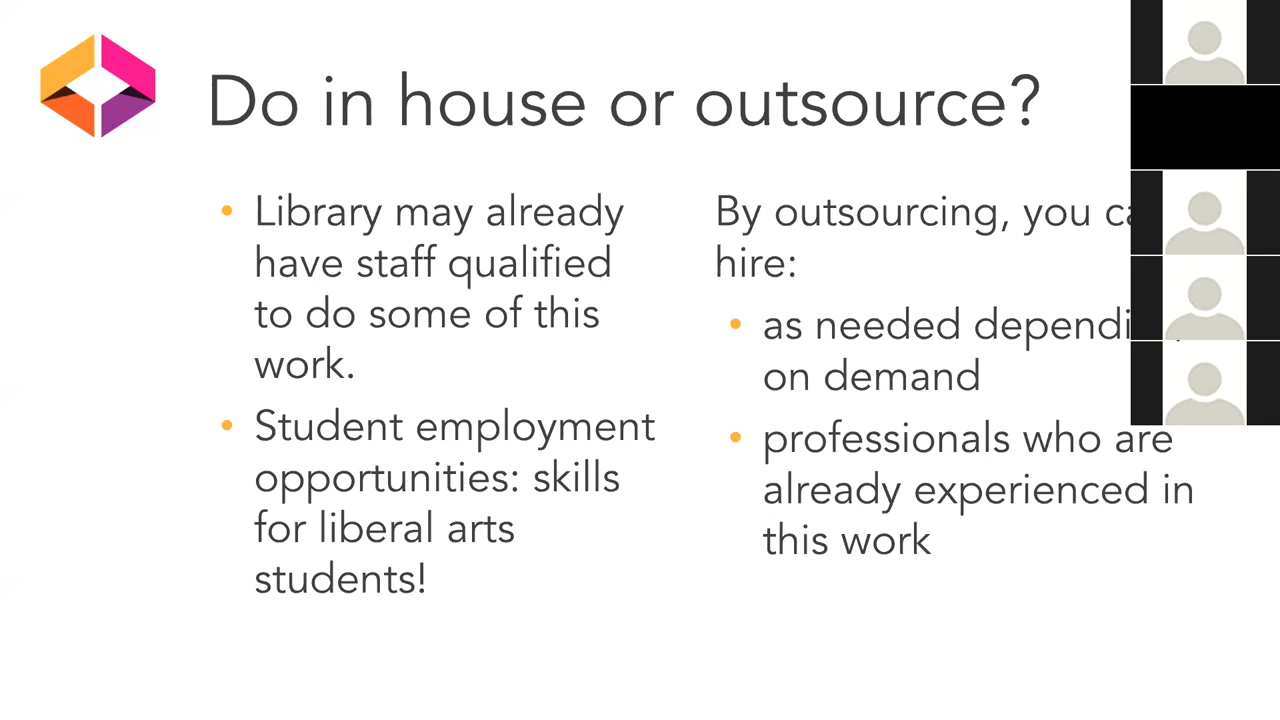 Do in house or outsource?
Library may already
have staff qualified
to do some of this
work.
Student employment
opportunities: skills
for liberal arts
students!
By outsourcing, you
hire:
as needed
on demand
professionals who are
already experienced in
this work